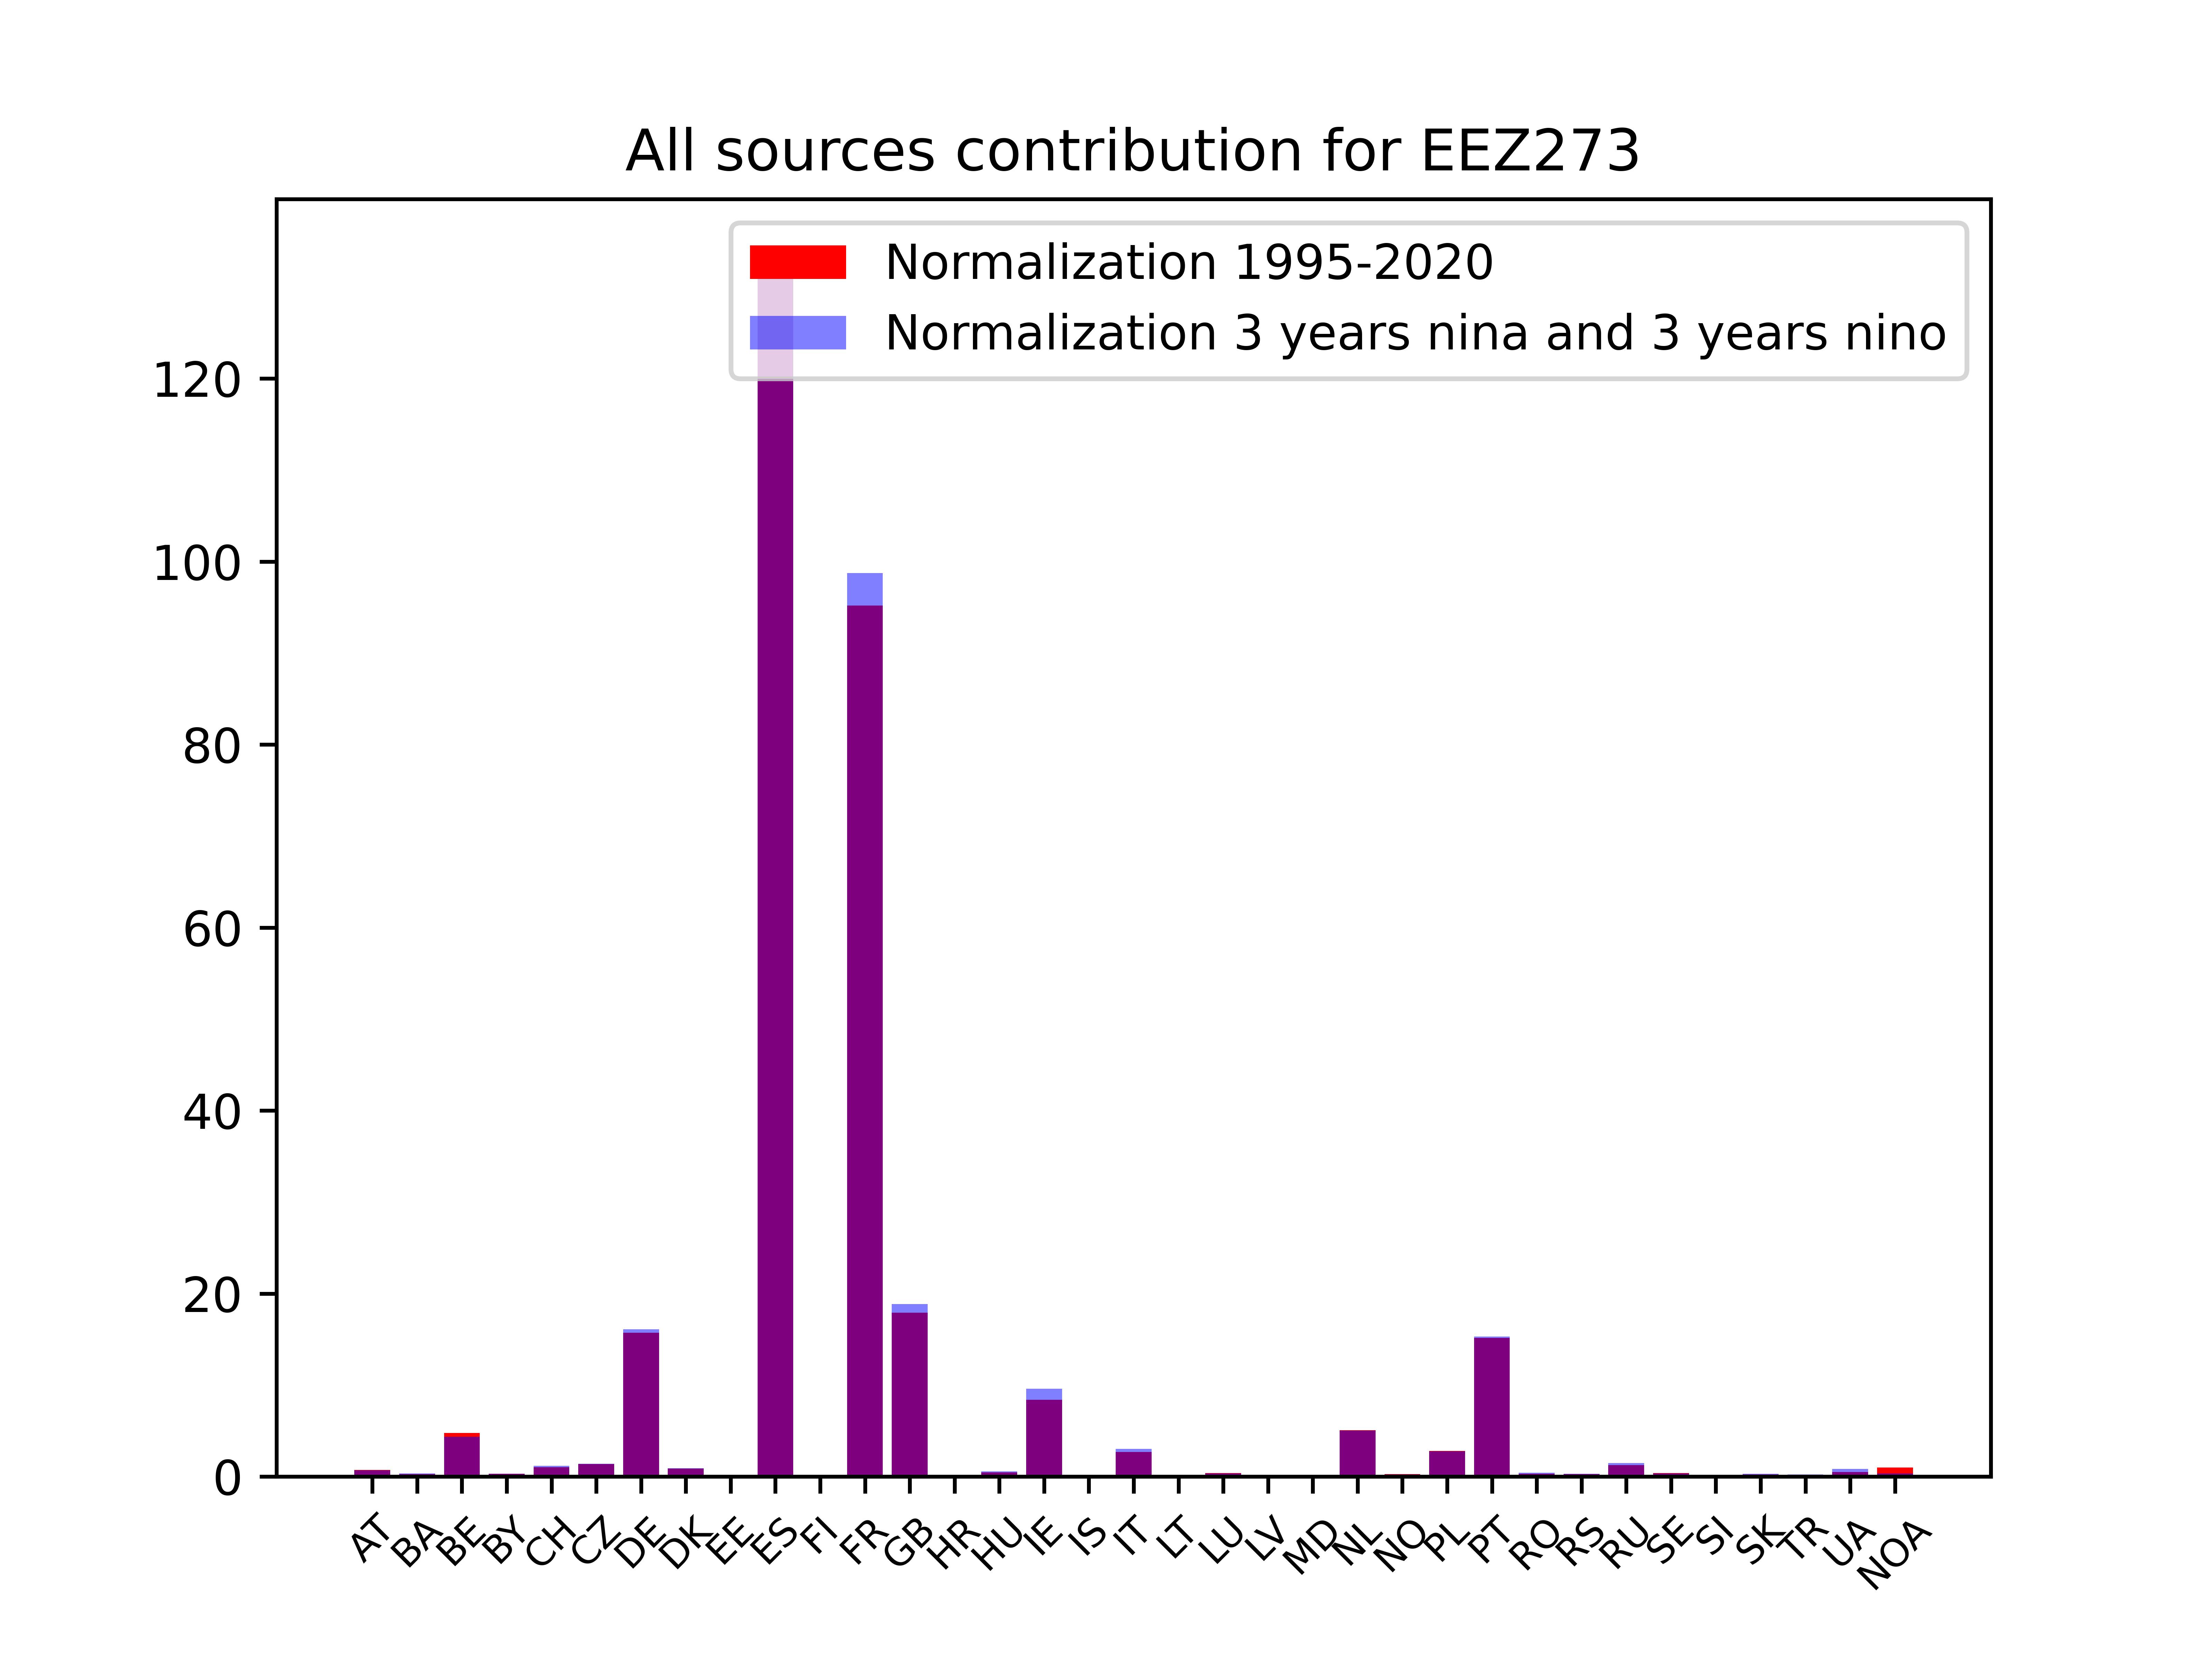 All sources contribution for EEZ273
Normalization 1995-2020
Normalization 3 years nina and 3 years nino
120
100
80
60
40
20
0
AT BA BE BY CH CZ DE DK EE ES FI FR GB HR HU IE IS IT LT LU LV MD NL NO PL PT RO RS RU SE SI SK TR UA NOA